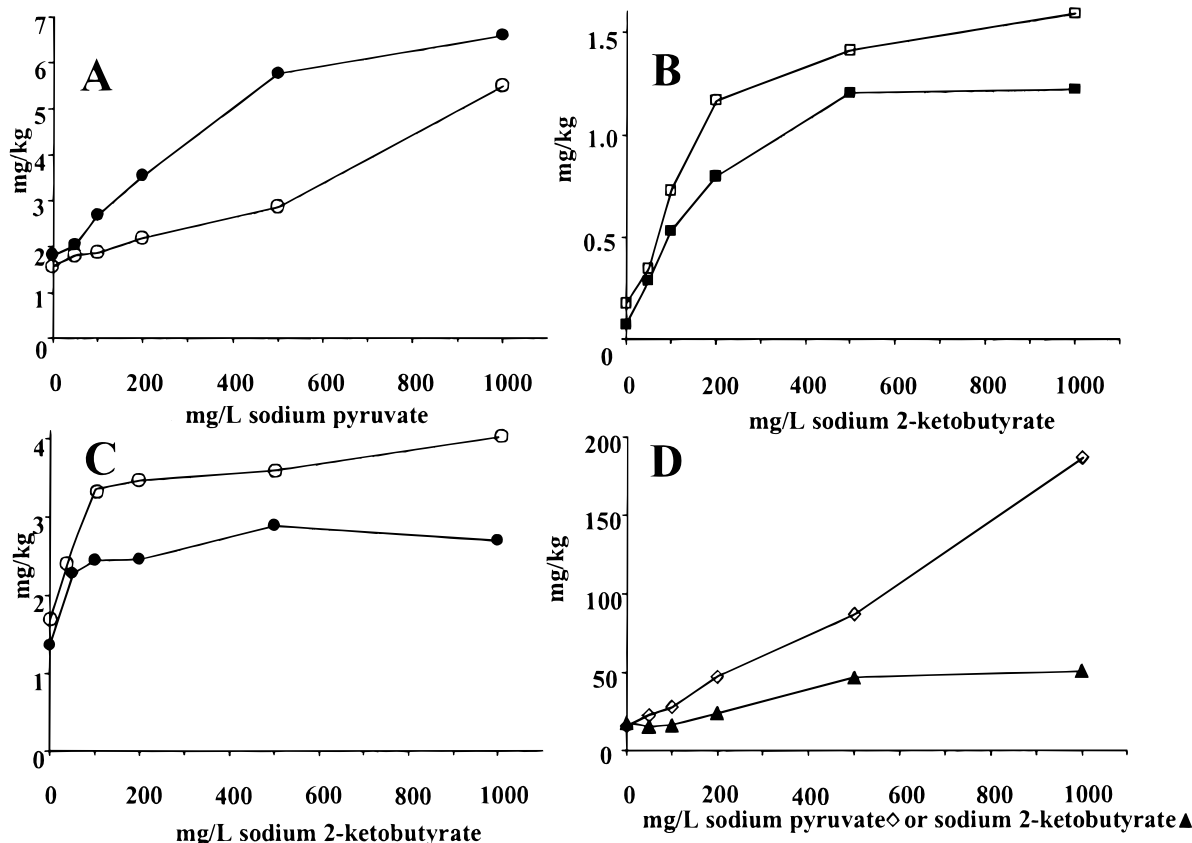 A
7
6
5
4
3
2
1
0
mg/kg
0 200 400 600 800 1000
mg/L sodium pyruvate
B
1.5
1.0
0.5
0
mg/kg
0 200 400 600 800 1000
mg/L sodium 2-ketobutyrate
C
4
3
2
1
0
mg/kg
0 200 400 600 800 1000
mg/L sodium 2-ketobutyrate
D
200
150
100
50
0
mg/kg
0 200 400 600 800 1000
mg/L sodium pyruvate◇ or sodium 2-ketobutyrate▲